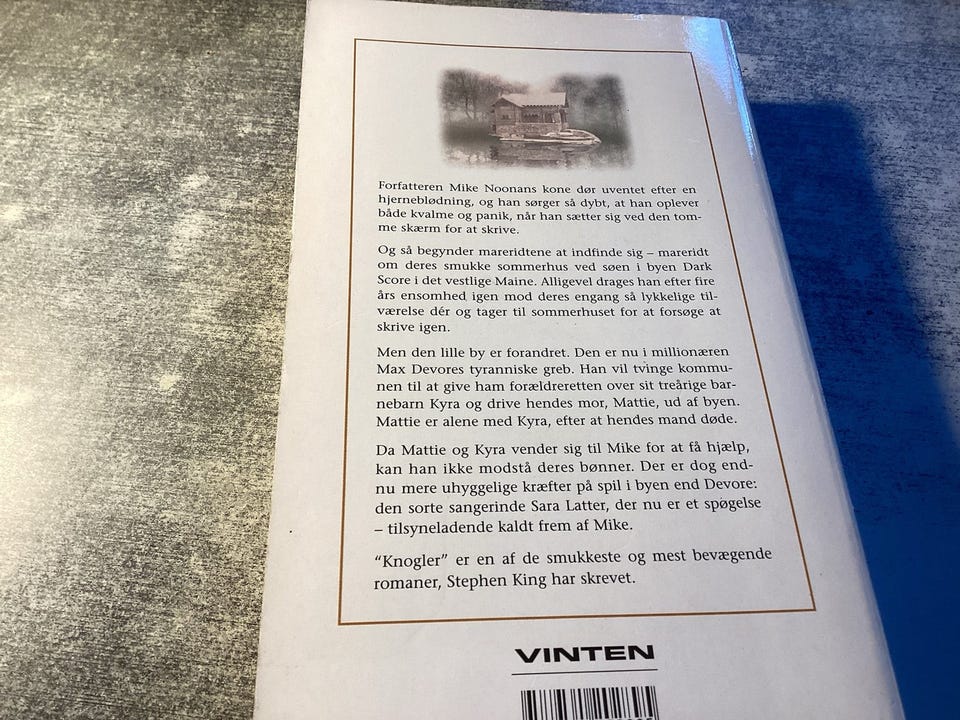 Forfatteren Mike Noonans kone dør uventet efter en
hjerneblødning, og han sørger så dybt, at han oplever
både kvalme og panik, når han sætter sig ved den tom-
me skærm for at skrive.
Og så begynder mareridtene at indfinde sig – mareridt
om deres smukke sommerhus ved søen i byen Dark
Score i det vestlige Maine. Alligevel drages han efter fire
års ensomhed igen mod deres engang så lykkelige til-
værelse dér og tager til sommerhuset for at forsøge at
skrive igen.
Men den lille by er forandret. Den er nu i millionæren
Max Devores tyranniske greb. Han vil tvinge kommu-
nen til at give ham forældreretten over sit treårige bar-
nebarn Kyra og drive hendes mor, Mattie, ud af byen.
Mattie er alene med Kyra, efter at hendes mand døde.
Da Mattie og Kyra vender sig til Mike for at få hjælp,
kan han ikke modstå deres bønner. Der er dog end-
nu mere uhyggelige kræfter på spil i byen end Devore:
den sorte sangerinde Sara Latter, der nu er et spøgelse
– tilsyneladende kaldt frem af Mike.
“Knogler” er en af de smukkeste og mest bevægende
romaner, Stephen King har skrevet.
VINTEN